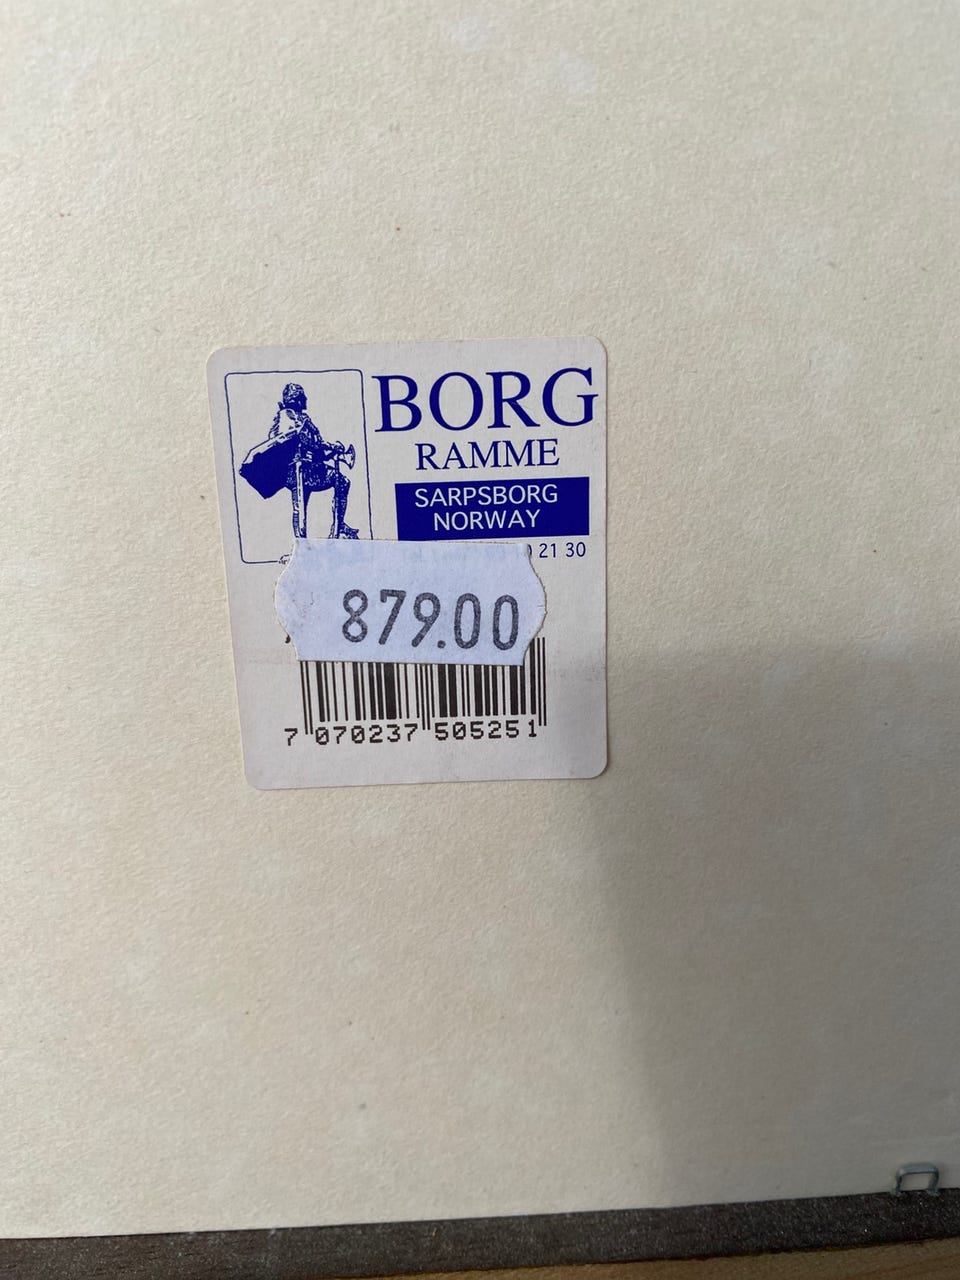 BORG
RAMME
SARPSBORG
NORWAY
21 30
879.00
7 070237 505251